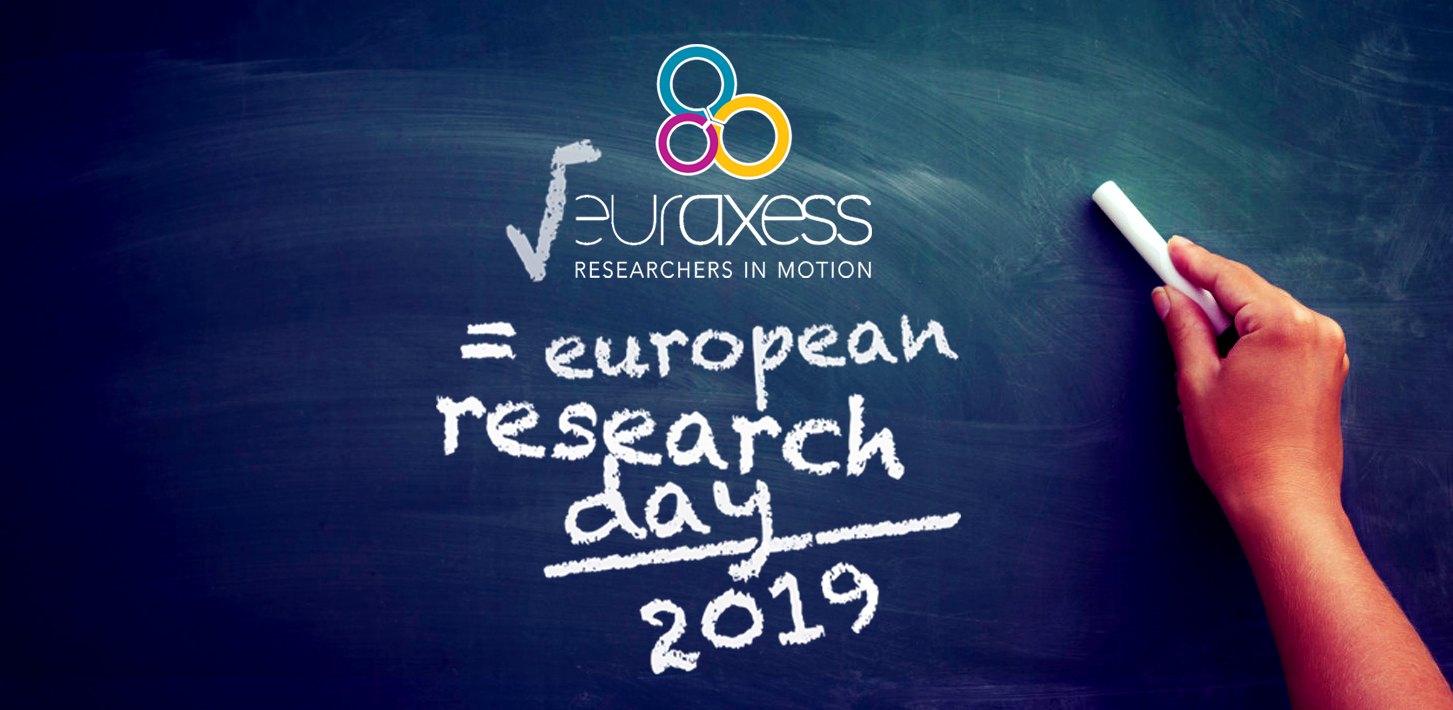 √euraxess
RESEARCHERS IN MOTION
= european
research
day
2019